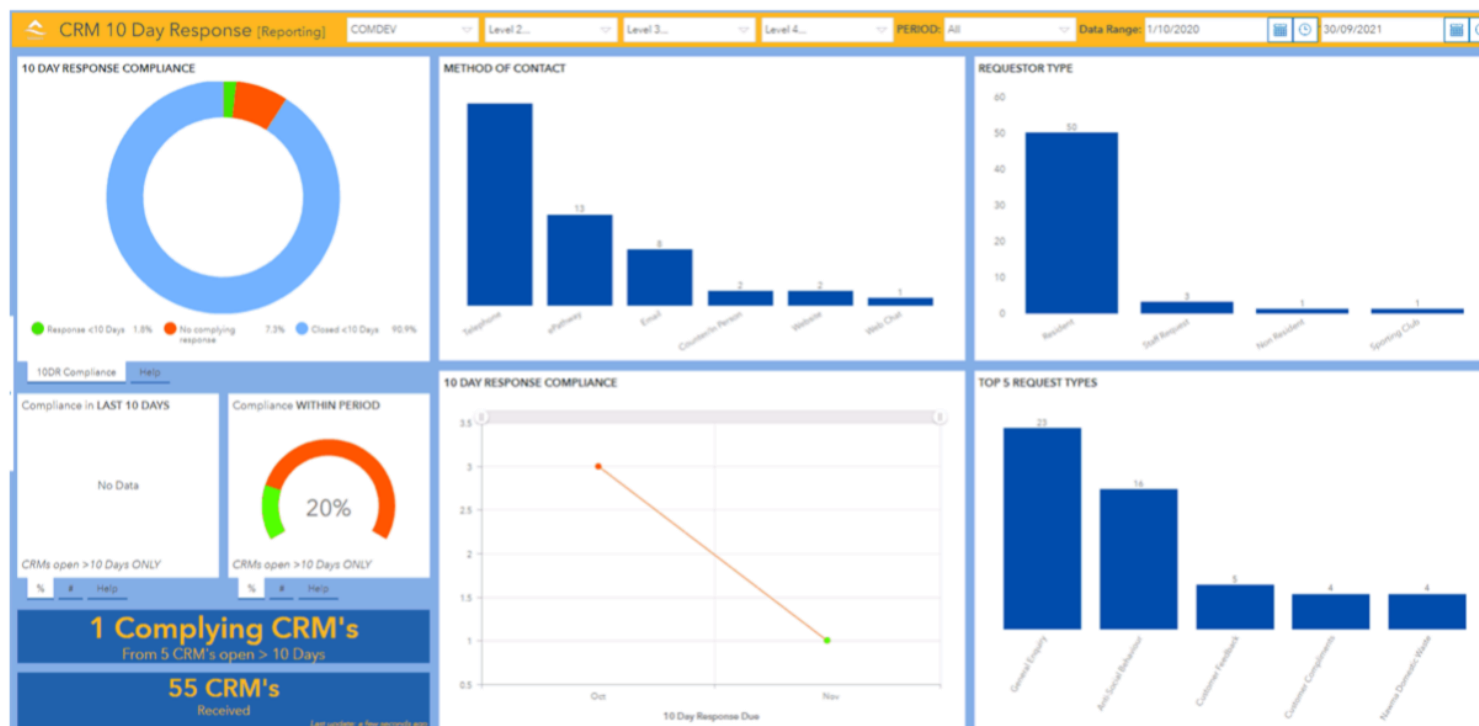 CRM 10 Day Response [Reporting]
COMDEV
Level 2...
Level 3...
Level 4...
PERIOD: All
Data Range: 1/10/2020
30/09/2021
10 DAY RESPONSE COMPLIANCE
Response <10 Days 1.8%
No complying response 7.3%
Closed <10 Days 90.9%
10DR Compliance
Help
METHOD OF CONTACT
13
8
2
2
1
Telephone
ePathway
Email
Counter/In Person
Website
Web Chat
REQUESTOR TYPE
60
50
40
30
20
10
0
50
3
1
1
Resident
Staff Request
Non Resident
Sporting Club
Compliance in LAST 10 DAYS
No Data
CRMs open >10 Days ONLY
%
#
Help
Compliance WITHIN PERIOD
20%
CRMs open >10 Days ONLY
%
#
Help
1 Complying CRM's
From 5 CRM's open > 10 Days
55 CRM's
Received
Last update: a few seconds ago
10 DAY RESPONSE COMPLIANCE
3.5
3
2.5
2
1.5
1
0.5
Oct
Nov
10 Day Response Due
TOP 5 REQUEST TYPES
23
16
5
4
4
General Enquiry
Anti Social Behaviour
Customer Feedback
Customer Compliments
Nawma Domestic Waste